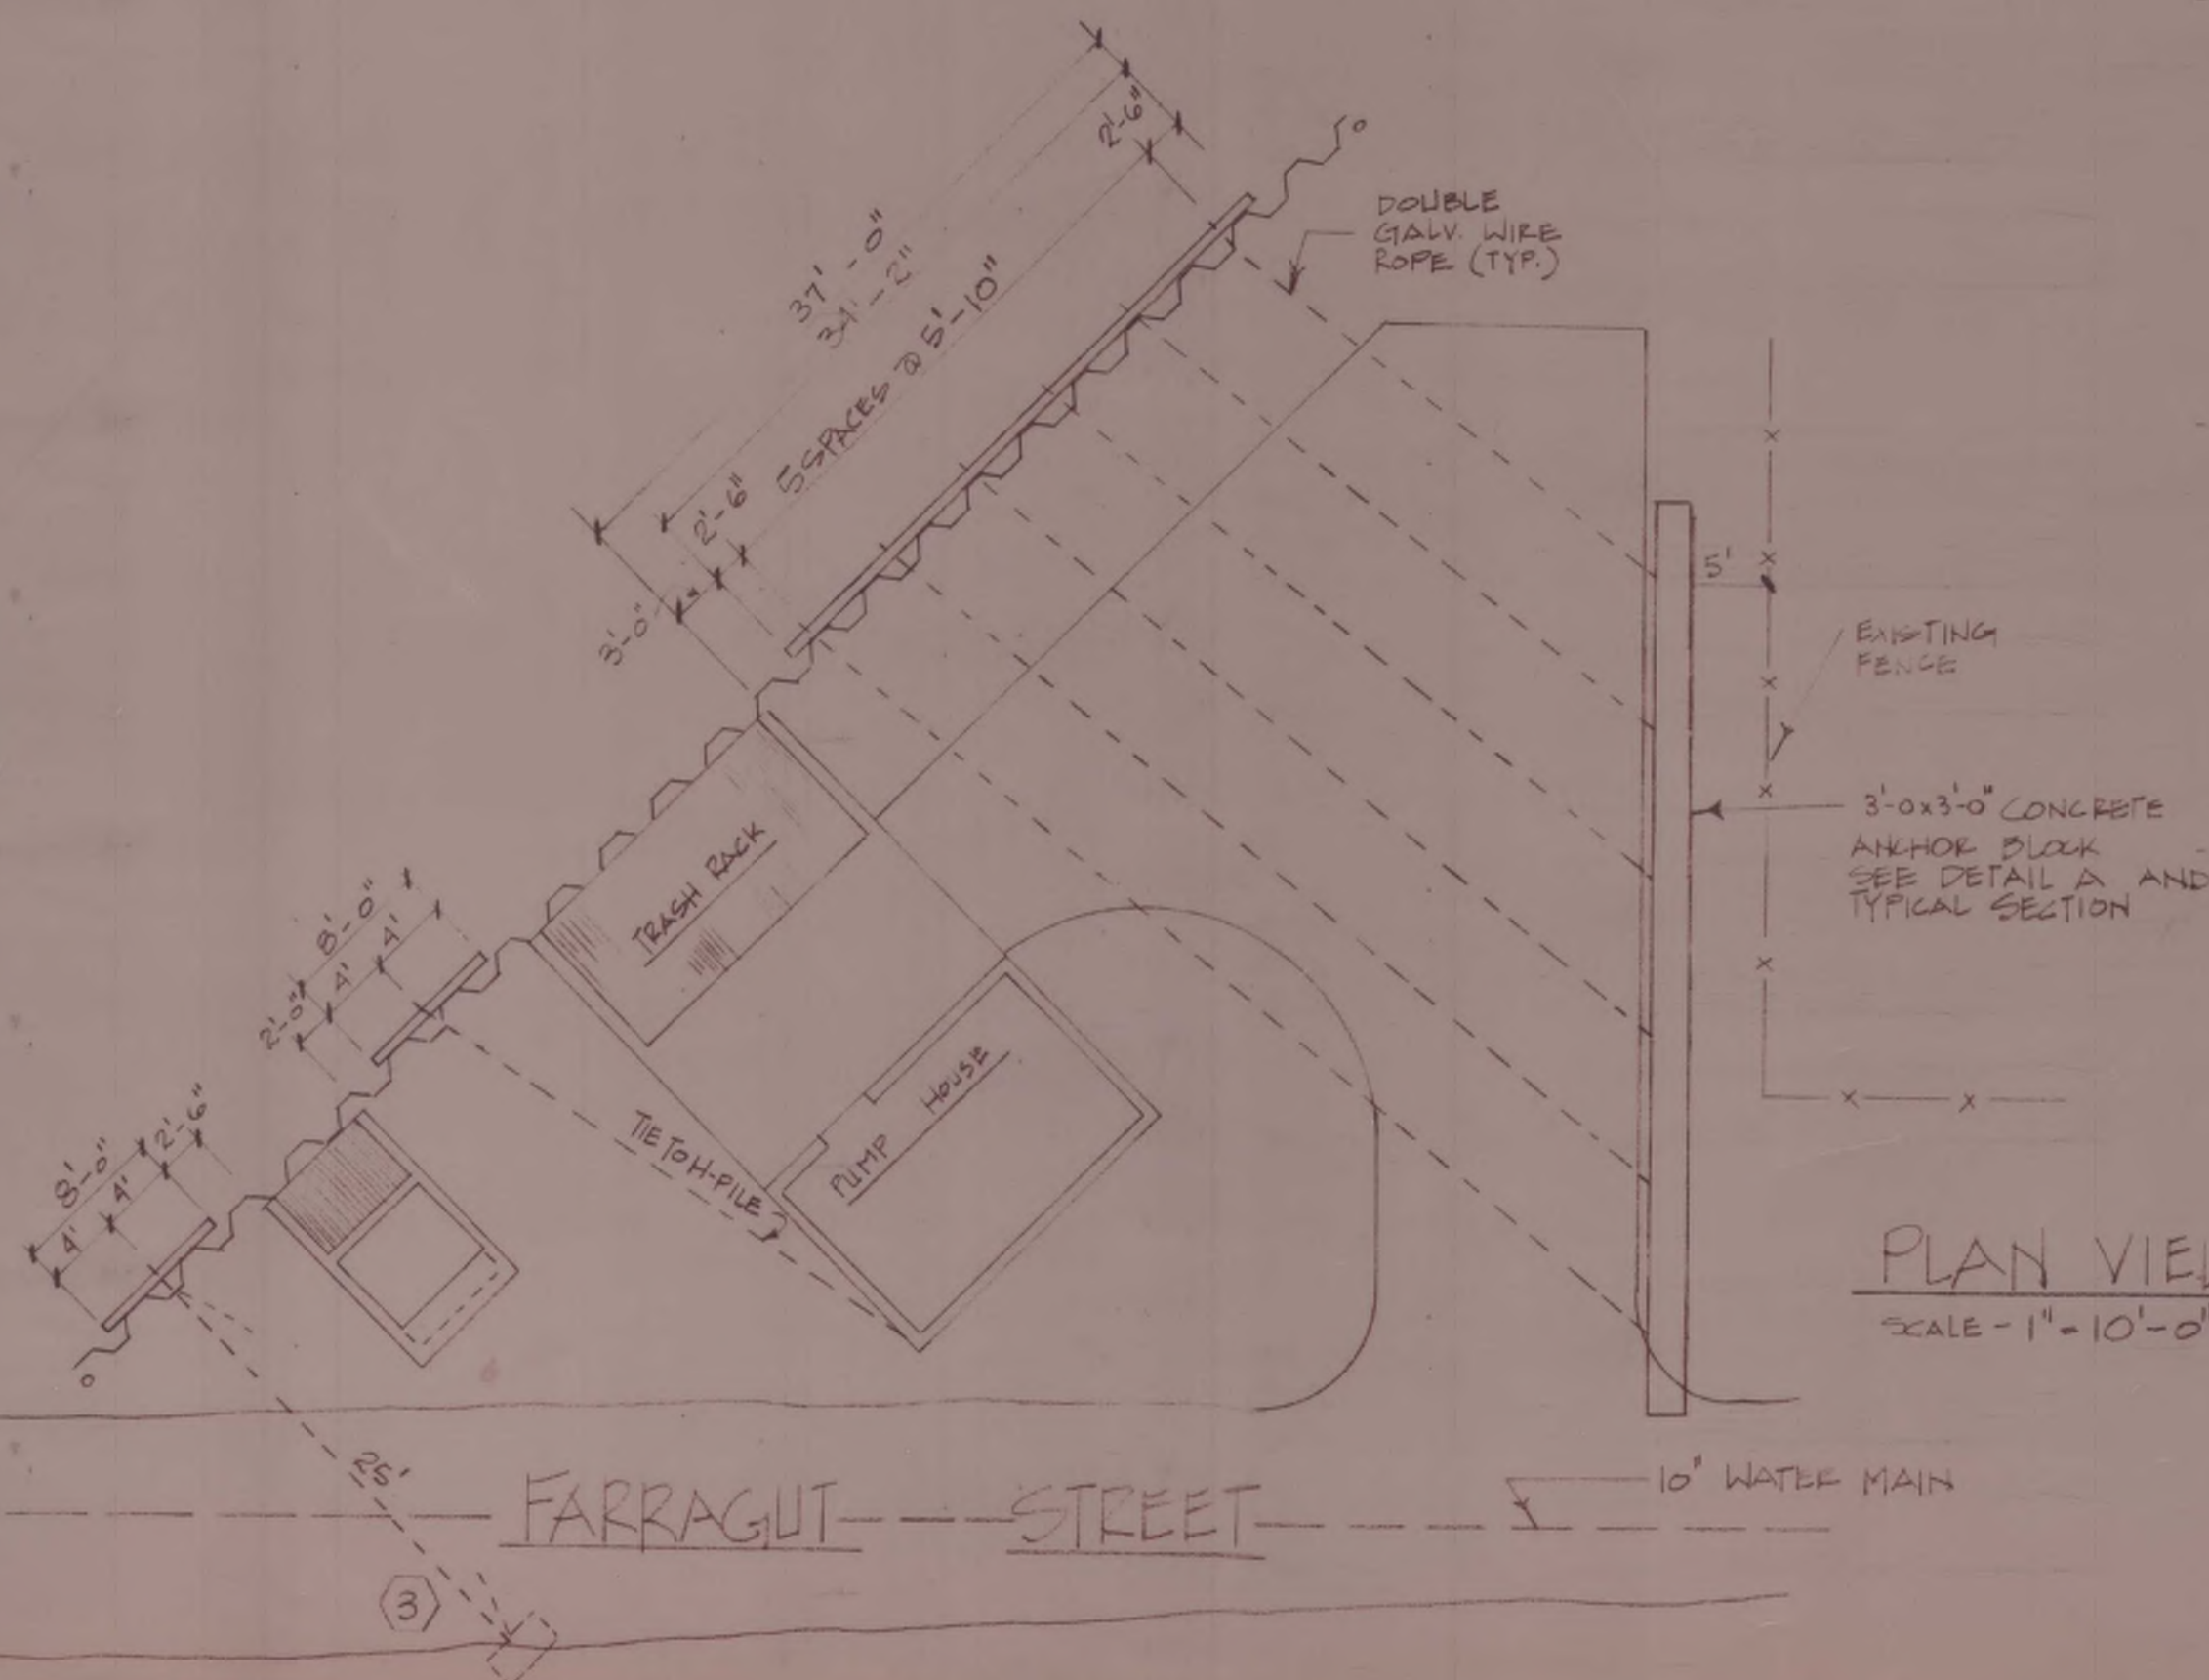 2'-6"
37'-0"
34'-2"
5 SPACES @ 5'-10"
2'-6"
3'-0"
DOUBLE
GALV. WIRE
ROPE (TYP.)
5'
EXISTING
FENCE
3'-0x3'-0" CONCRETE
ANCHOR BLOCK
SEE DETAIL A AND
TYPICAL SECTION
TRASH RACK
8'-0"
4'
4'
2'-0"
PUMP HOUSE
TIE TO H-PILE
8'-0"
2'-6"
4'
4'
PLAN VIE
SCALE - 1" = 10'-0"
25'
FARRAGUT STREET
10" WATER MAIN
3